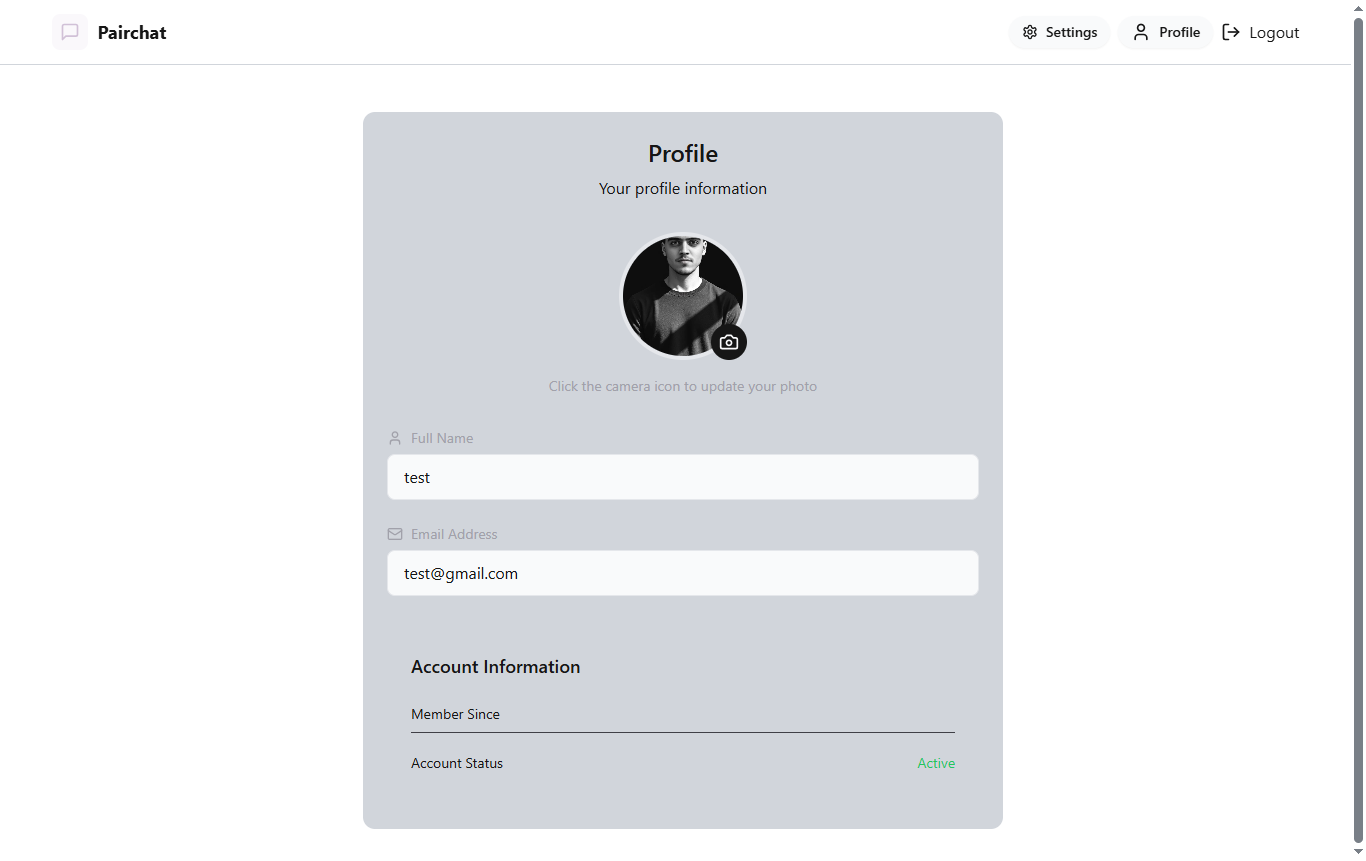 Pairchat
Settings
Profile
Logout
Profile
Your profile information
Click the camera icon to update your photo
Full Name
test
Email Address
test@gmail.com
Account Information
Member Since
Account Status Active